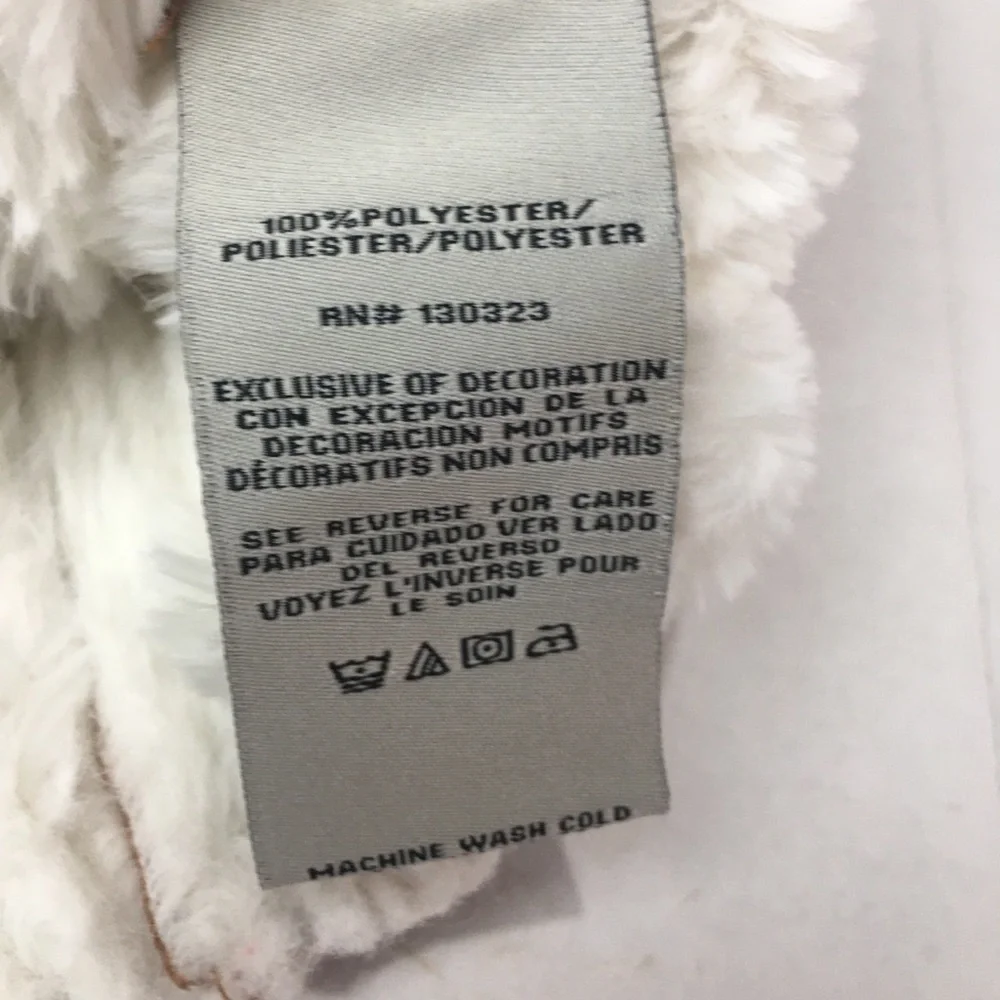 100%POLYESTER/
POLIESTER/POLYESTER
RN# 130323
EXCLUSIVE OF DECORATION
CON EXCEPCION DE LA
DECORACION MOTIFS
DÉCORATIFS NON COMPRIS
SEE REVERSE FOR CARE
PARA CUIDADO VER LADO
DEL REVERSO
VOYEZ L'INVERSE POUR
LE SOIN
MACHINE WASH COLD